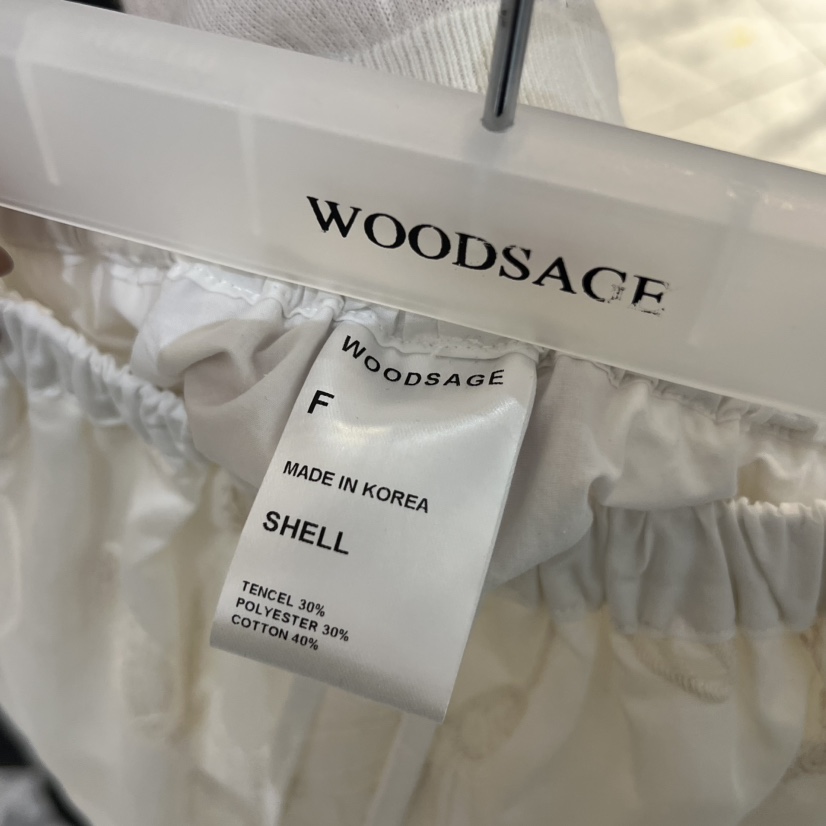 WOODSAGE
WOODSAGE
F
MADE IN KOREA
SHELL
TENCEL 30%
POLYESTER 30%
COTTON 40%